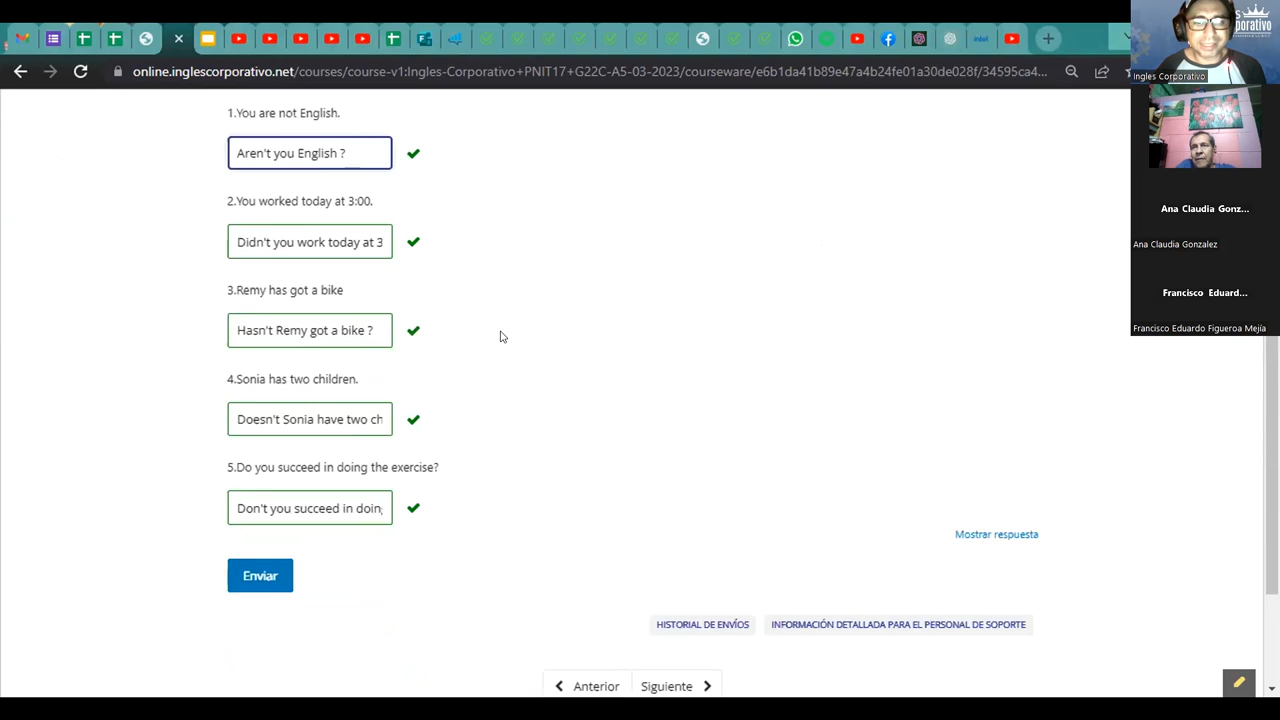 online.inglescorporativo.net/courses/course-v1:Ingles-Corporativo+PNIT17+G22C-A5-03-2023/courseware/e6b1da41b89e47a4b24fe01a30de028f/34595ca4...
Ingles Corporativo
Ana Claudia Gonz...
Ana Claudia Gonzalez
Francisco Eduard...
Francisco Eduardo Figueroa Mejía
1.You are not English.
Aren't you English ?
2.You worked today at 3:00.
Didn't you work today at 3
3.Remy has got a bike
Hasn't Remy got a bike ?
4.Sonia has two children.
Doesn't Sonia have two ch
5.Do you succeed in doing the exercise?
Don't you succeed in doin
Mostrar respuesta
Enviar
HISTORIAL DE ENVÍOS
INFORMACIÓN DETALLADA PARA EL PERSONAL DE SOPORTE
Anterior
Siguiente